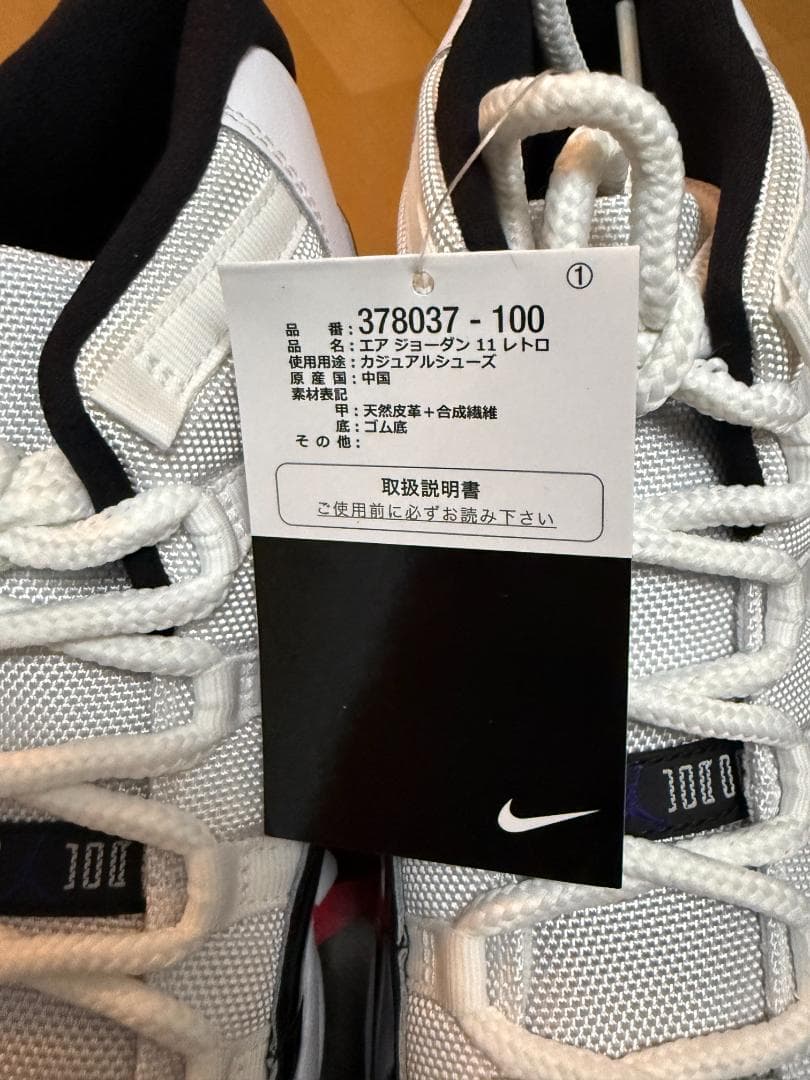 ①
品 番：378037 - 100
品 名：エア ジョーダン 11 レトロ
使用用途：カジュアルシューズ
原 産 国：中国
素材表記
甲：天然皮革＋合成繊維
底：ゴム底
そ の 他：
取扱説明書
ご使用前に必ずお読み下さい